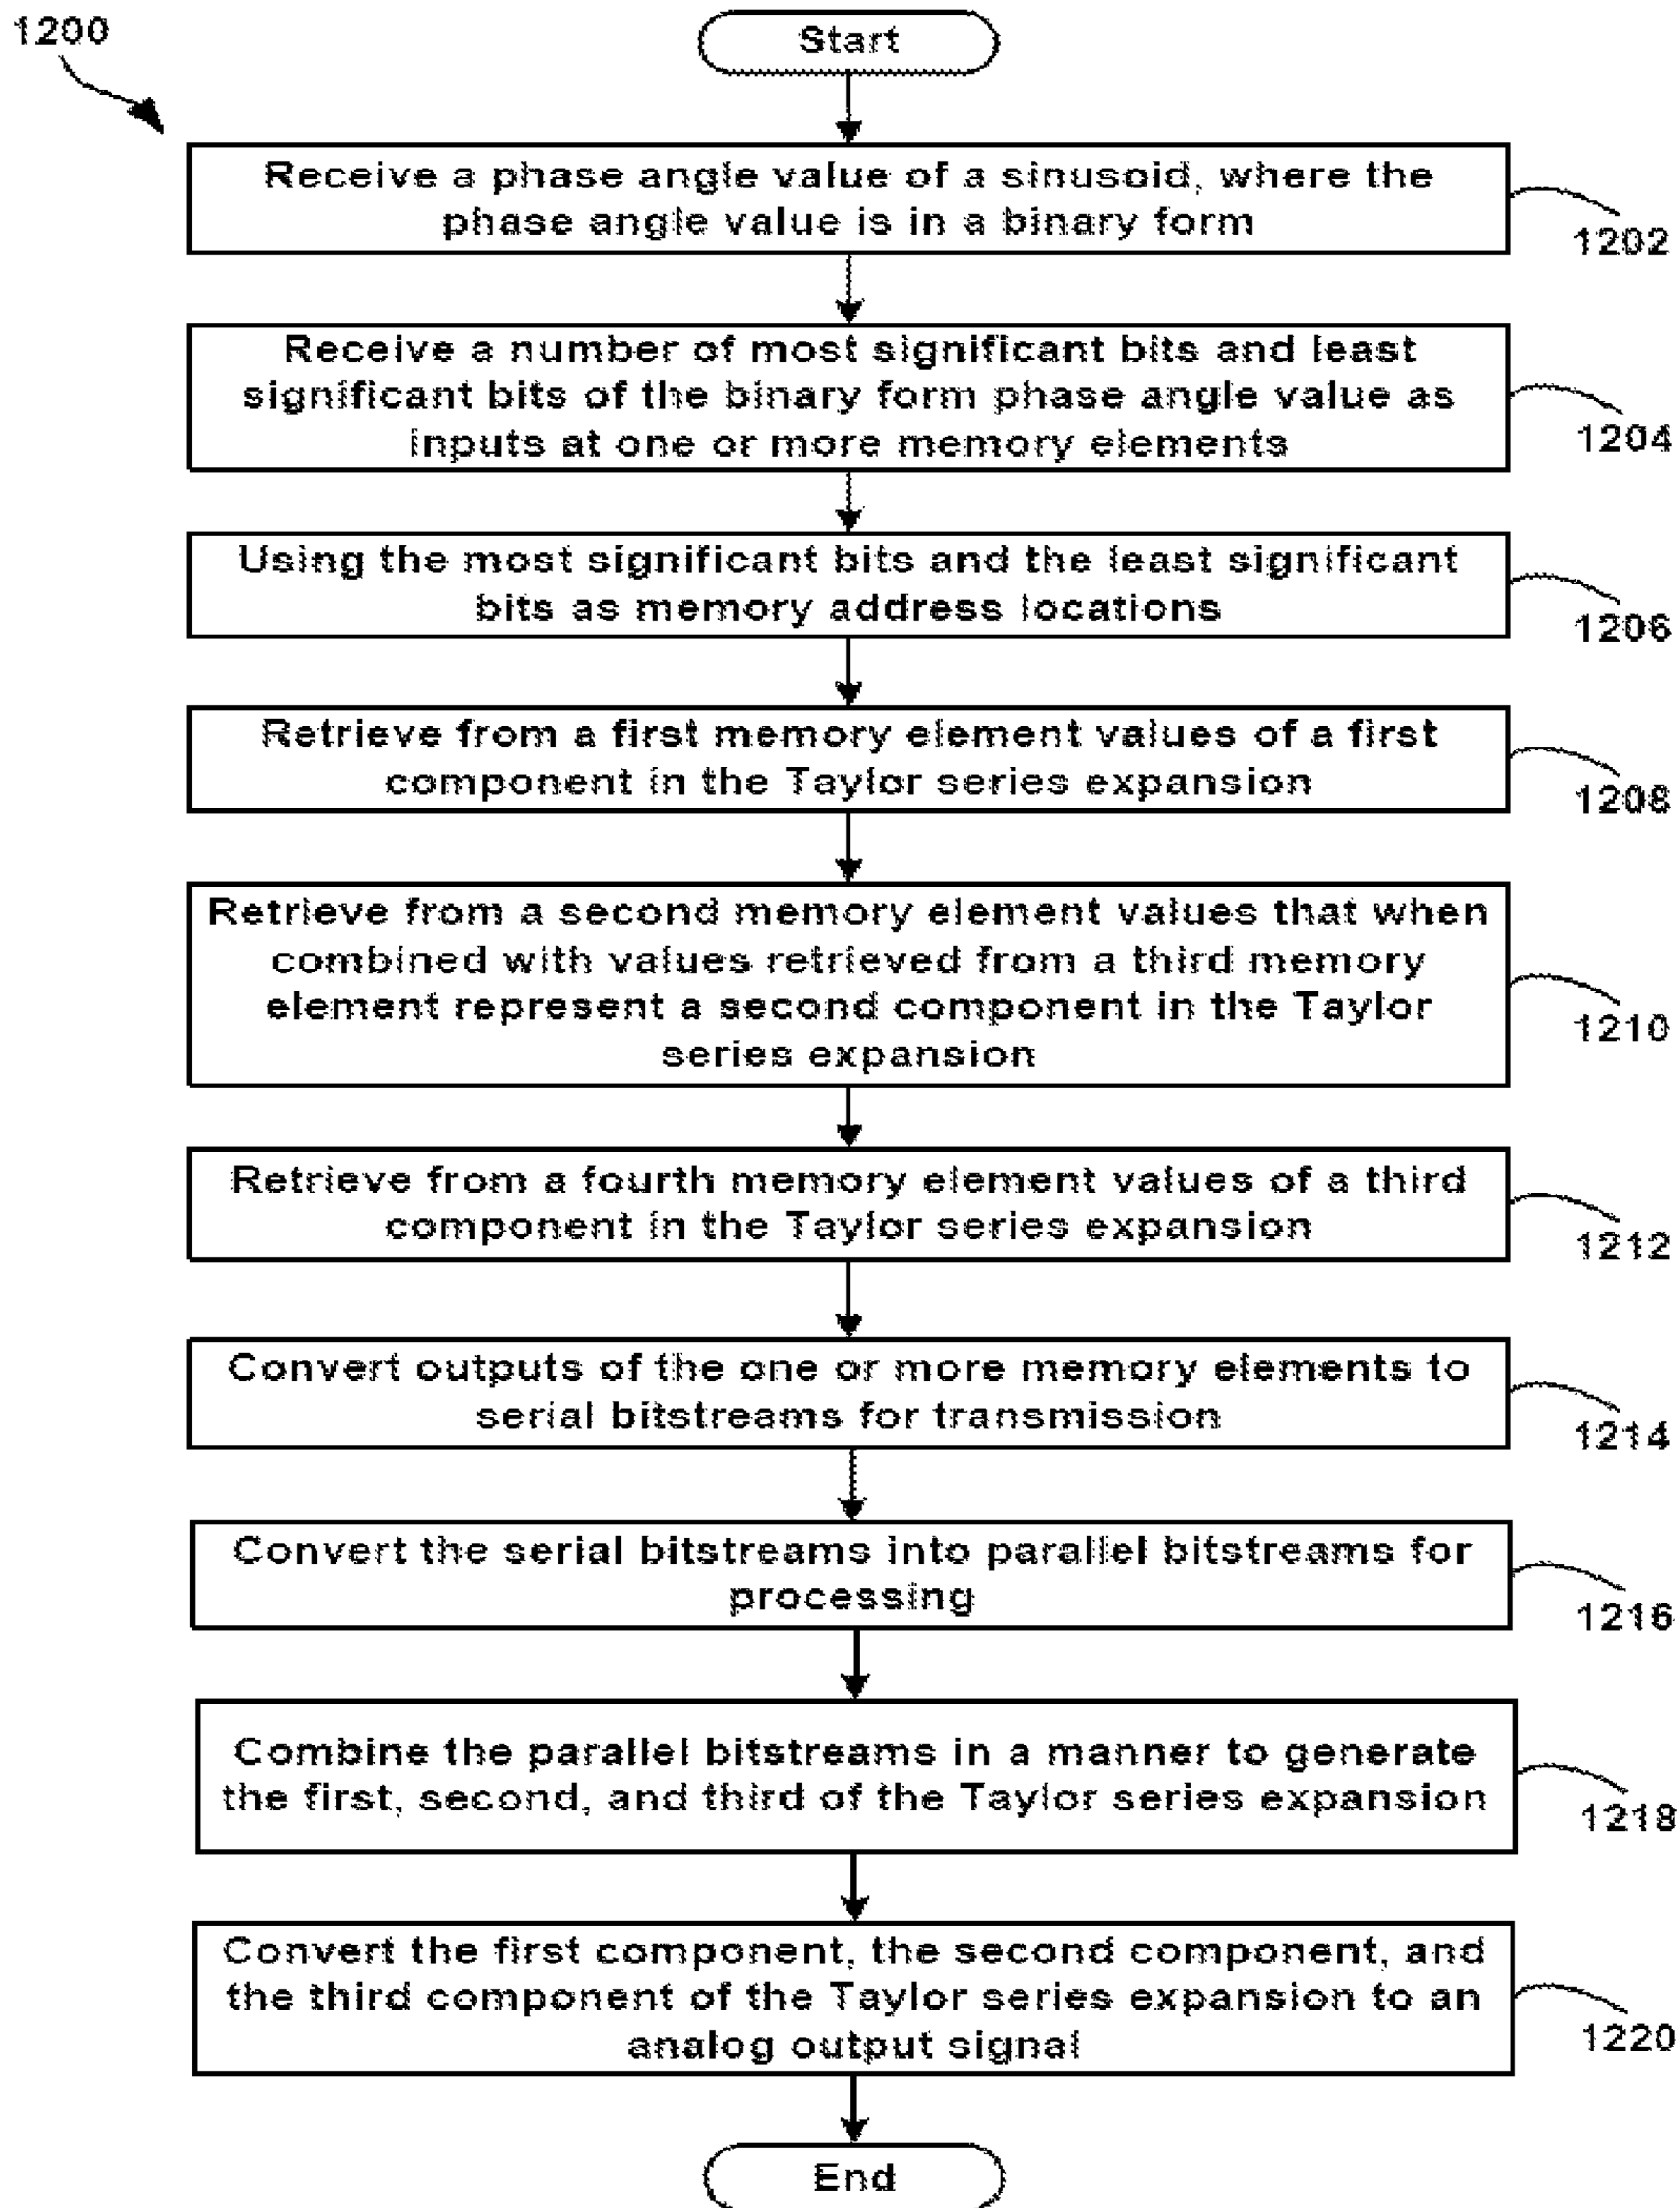 1200
Start
Receive a phase angle value of a sinusoid, where the
phase angle value is in a binary form
1202
Receive a number of most significant bits and least
significant bits of the binary form phase angle value as
inputs at one or more memory elements
1204
Using the most significant bits and the least significant
bits as memory address locations
1206
Retrieve from a first memory element values of a first
component in the Taylor series expansion
1208
Retrieve from a second memory element values that when
combined with values retrieved from a third memory
element represent a second component in the Taylor
series expansion
1210
Retrieve from a fourth memory element values of a third
component in the Taylor series expansion
1212
Convert outputs of the one or more memory elements to
serial bitstreams for transmission
1214
Convert the serial bitstreams into parallel bitstreams for
processing
1216
Combine the parallel bitstreams in a manner to generate
the first, second, and third of the Taylor series expansion
1218
Convert the first component, the second component, and
the third component of the Taylor series expansion to an
analog output signal
1220
End